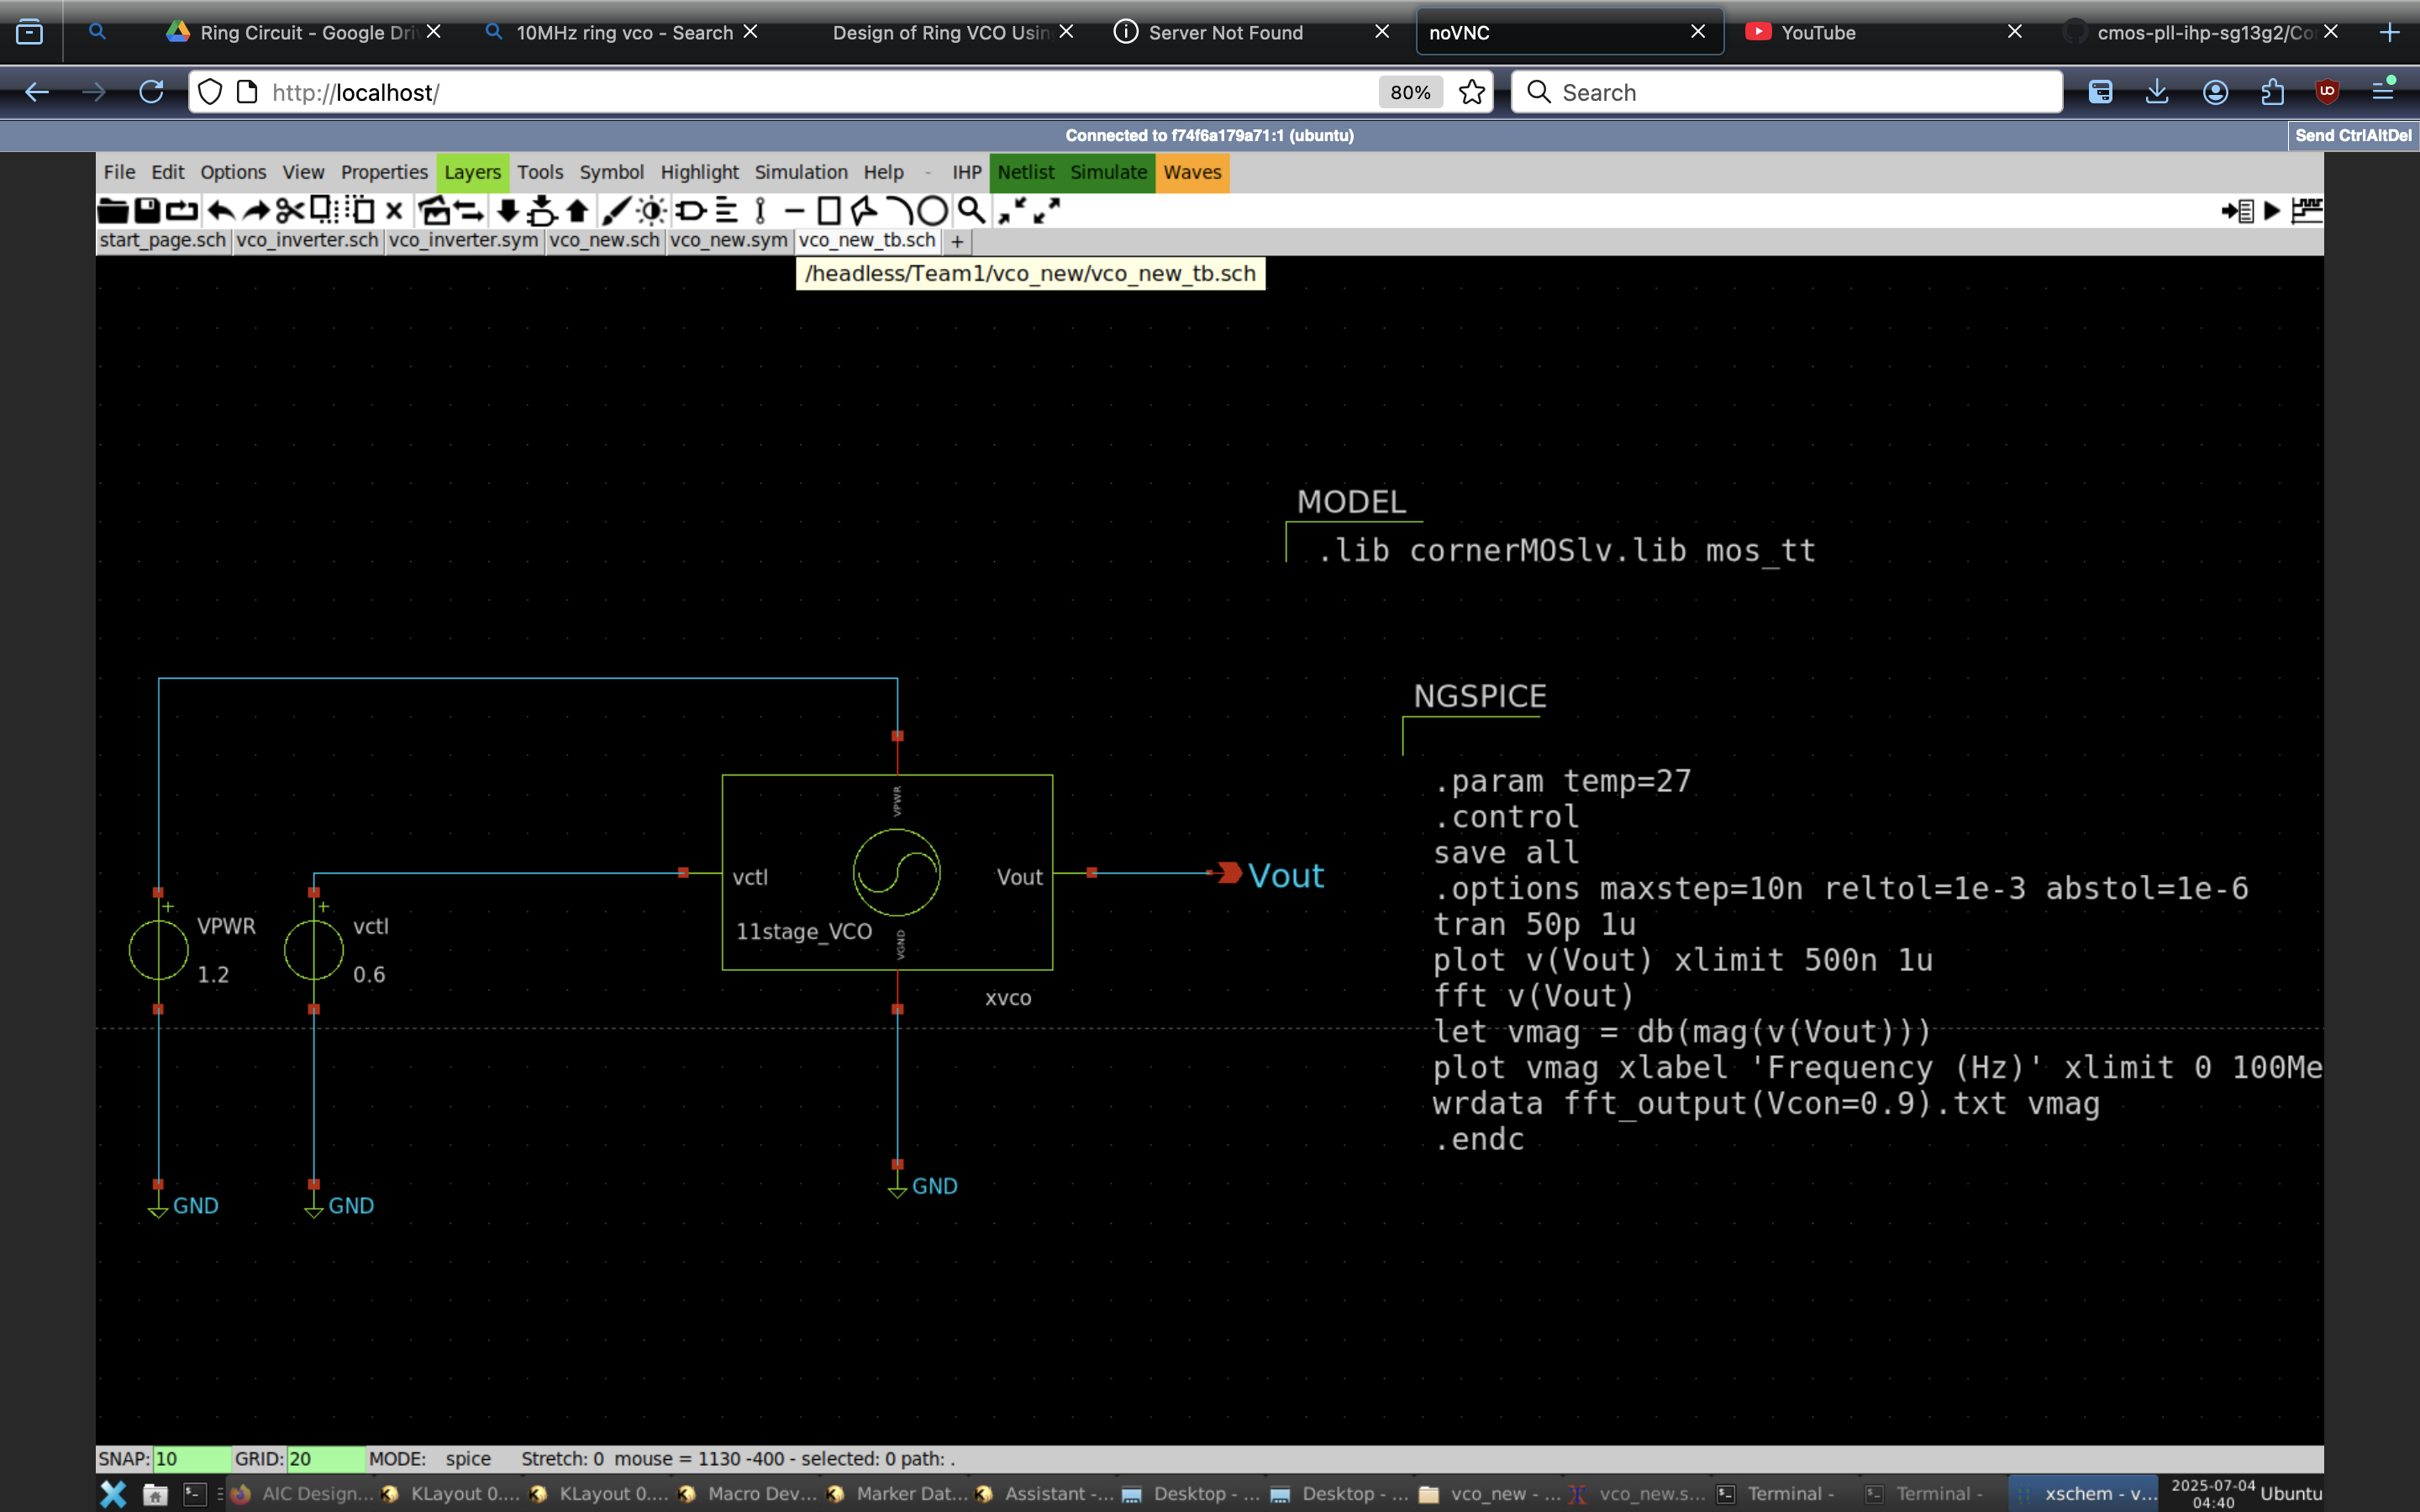 Ring Circuit - Google Dri
10MHz ring vco - Search
Design of Ring VCO Usin
Server Not Found
noVNC
YouTube
cmos-pll-ihp-sg13g2/Co
http://localhost/
80%
Search
Connected to f74f6a179a71:1 (ubuntu)
Send CtrlAltDel
File Edit Options View Properties Layers Tools Symbol Highlight Simulation Help - IHP Netlist Simulate Waves
start_page.sch vco_inverter.sch vco_inverter.sym vco_new.sch vco_new.sym vco_new_tb.sch +
/headless/Team1/vco_new/vco_new_tb.sch
MODEL
.lib cornerMOSlv.lib mos_tt
NGSPICE
.param temp=27
.control
save all
.options maxstep=10n reltol=1e-3 abstol=1e-6
tran 50p 1u
plot v(Vout) xlimit 500n 1u
fft v(Vout)
let vmag = db(mag(v(Vout)))
plot vmag xlabel 'Frequency (Hz)' xlimit 0 100Me
wrdata fft_output(Vcon=0.9).txt vmag
.endc
VPWR
vctl
Vout
11stage_VCO
VGND
xvco
Vout
+
VPWR
1.2
+
vctl
0.6
GND
GND
GND
SNAP: 10 GRID: 20 MODE: spice Stretch: 0 mouse = 1130 -400 - selected: 0 path: .
AIC Design... KLayout 0.... KLayout 0.... Macro Dev... Marker Dat... Assistant -... Desktop - ... Desktop - ... vco_new - ... vco_new.s... Terminal - Terminal - xschem - v...
2025-07-04
04:40
Ubuntu